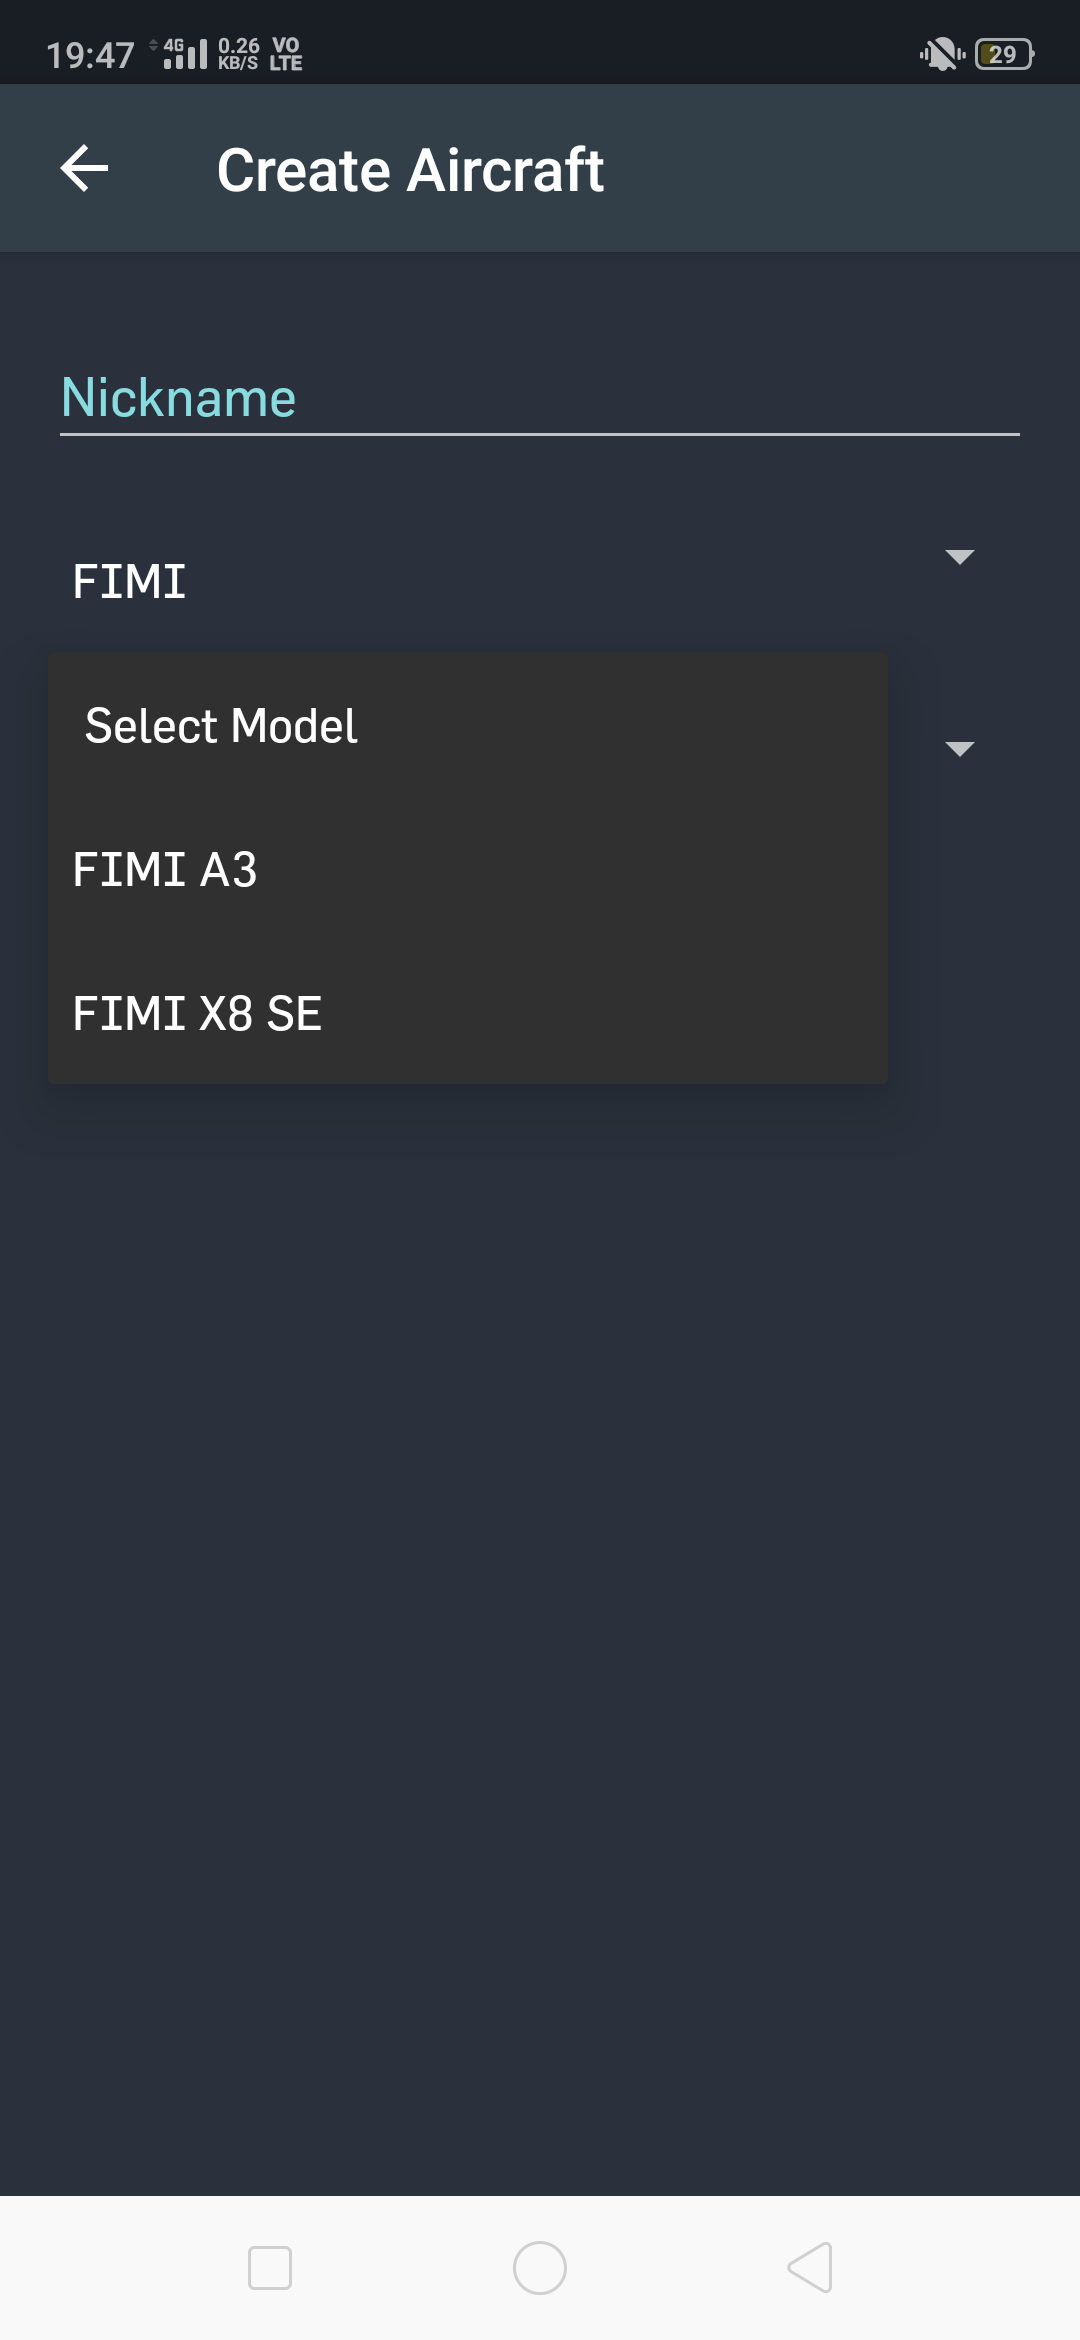 19:47 4G 0.26 KB/S VO LTE 29
Create Aircraft
Nickname
FIMI
Select Model
FIMI A3
FIMI X8 SE